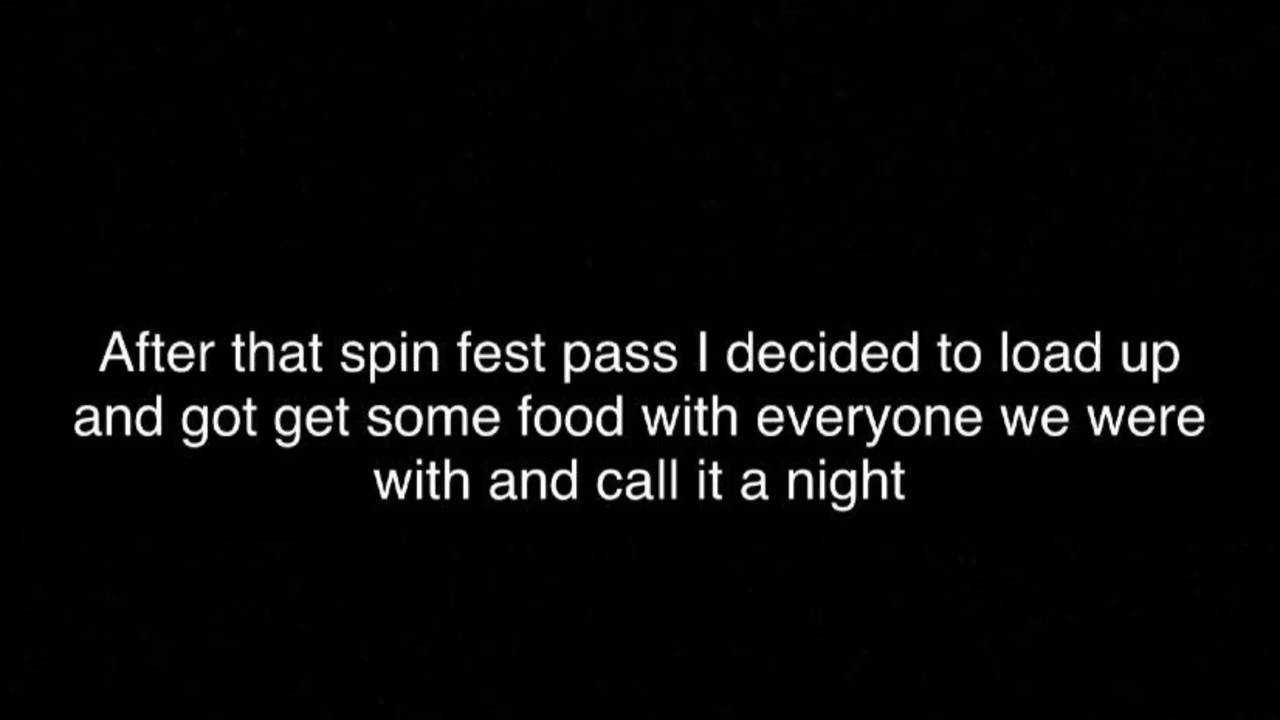 After that spin fest pass I decided to load up
and got get some food with everyone we were
with and call it a night